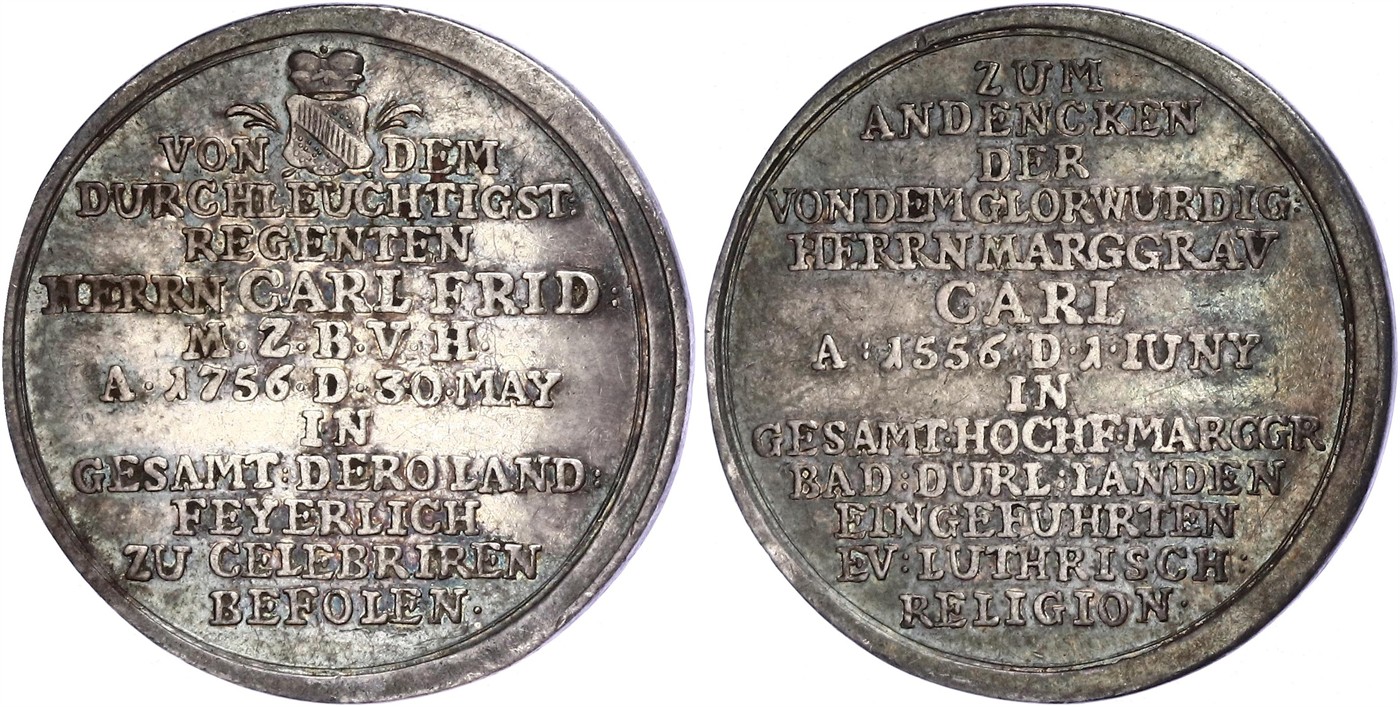 VON DEM
DURCHLEUCHTIGST:
REGENTEN
HERRN CARL FRID:
M·Z·B·V·H·
A·1756·D·30·MAY
IN
GESAMT:DERO LAND:
FEYERLICH
ZU CELEBRIREN
BEFOLEN·
ZUM
ANDENCKEN
DER
VON DEM GLORWURDIG:
HERRN MARGGRAV
CARL
A:1556·D·1·IUNY
IN
GESAMT·HOCHF·MARGGR
BAD:DURL:LANDEN
EINGEFUHRTEN
EV:LUTHRISCH:
RELIGION·